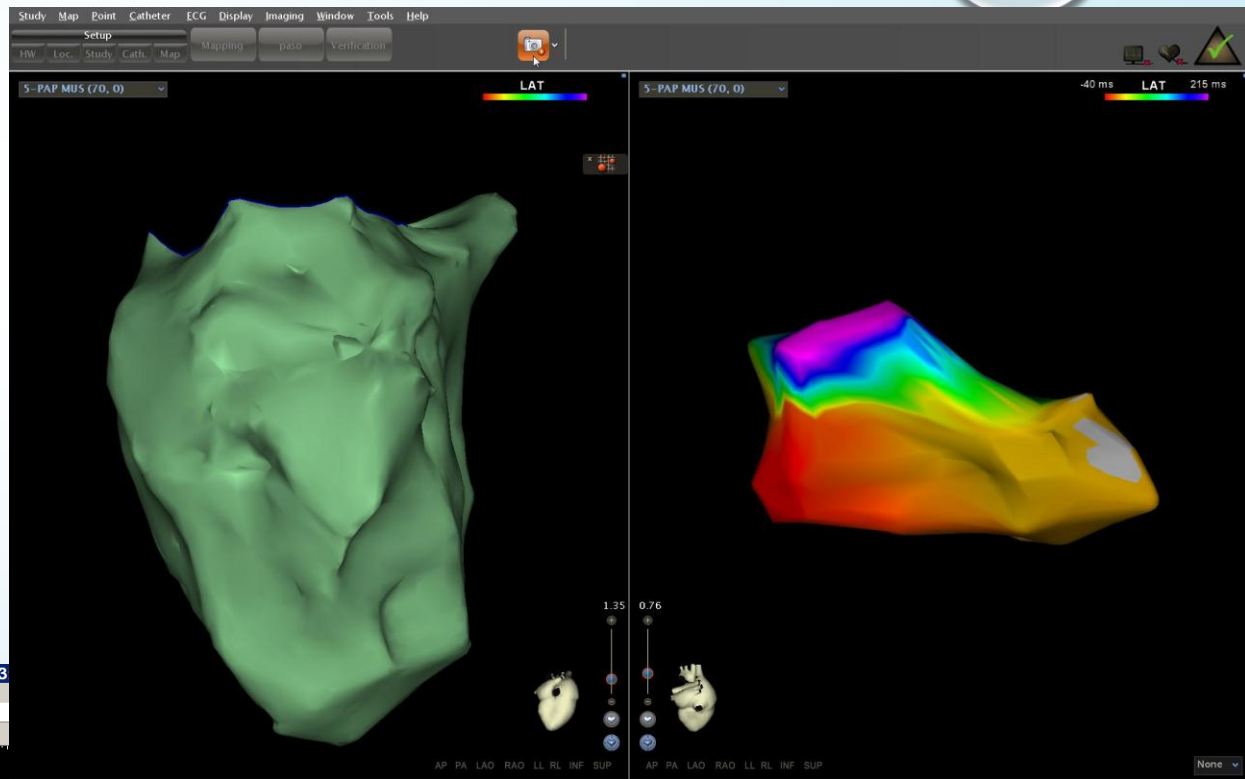 Study Map Point Catheter ECG Display Imaging Window Tools Help
Setup
HW Loc. Study Cath. Map
Mapping
paso
Verification
5-PAP MUS (70, 0)
LAT
5-PAP MUS (70, 0)
-40 ms LAT 215 ms
x
1.35
0.76
3
AP PA LAO RAO LL RL INF SUP
AP PA LAO RAO LL RL INF SUP
None